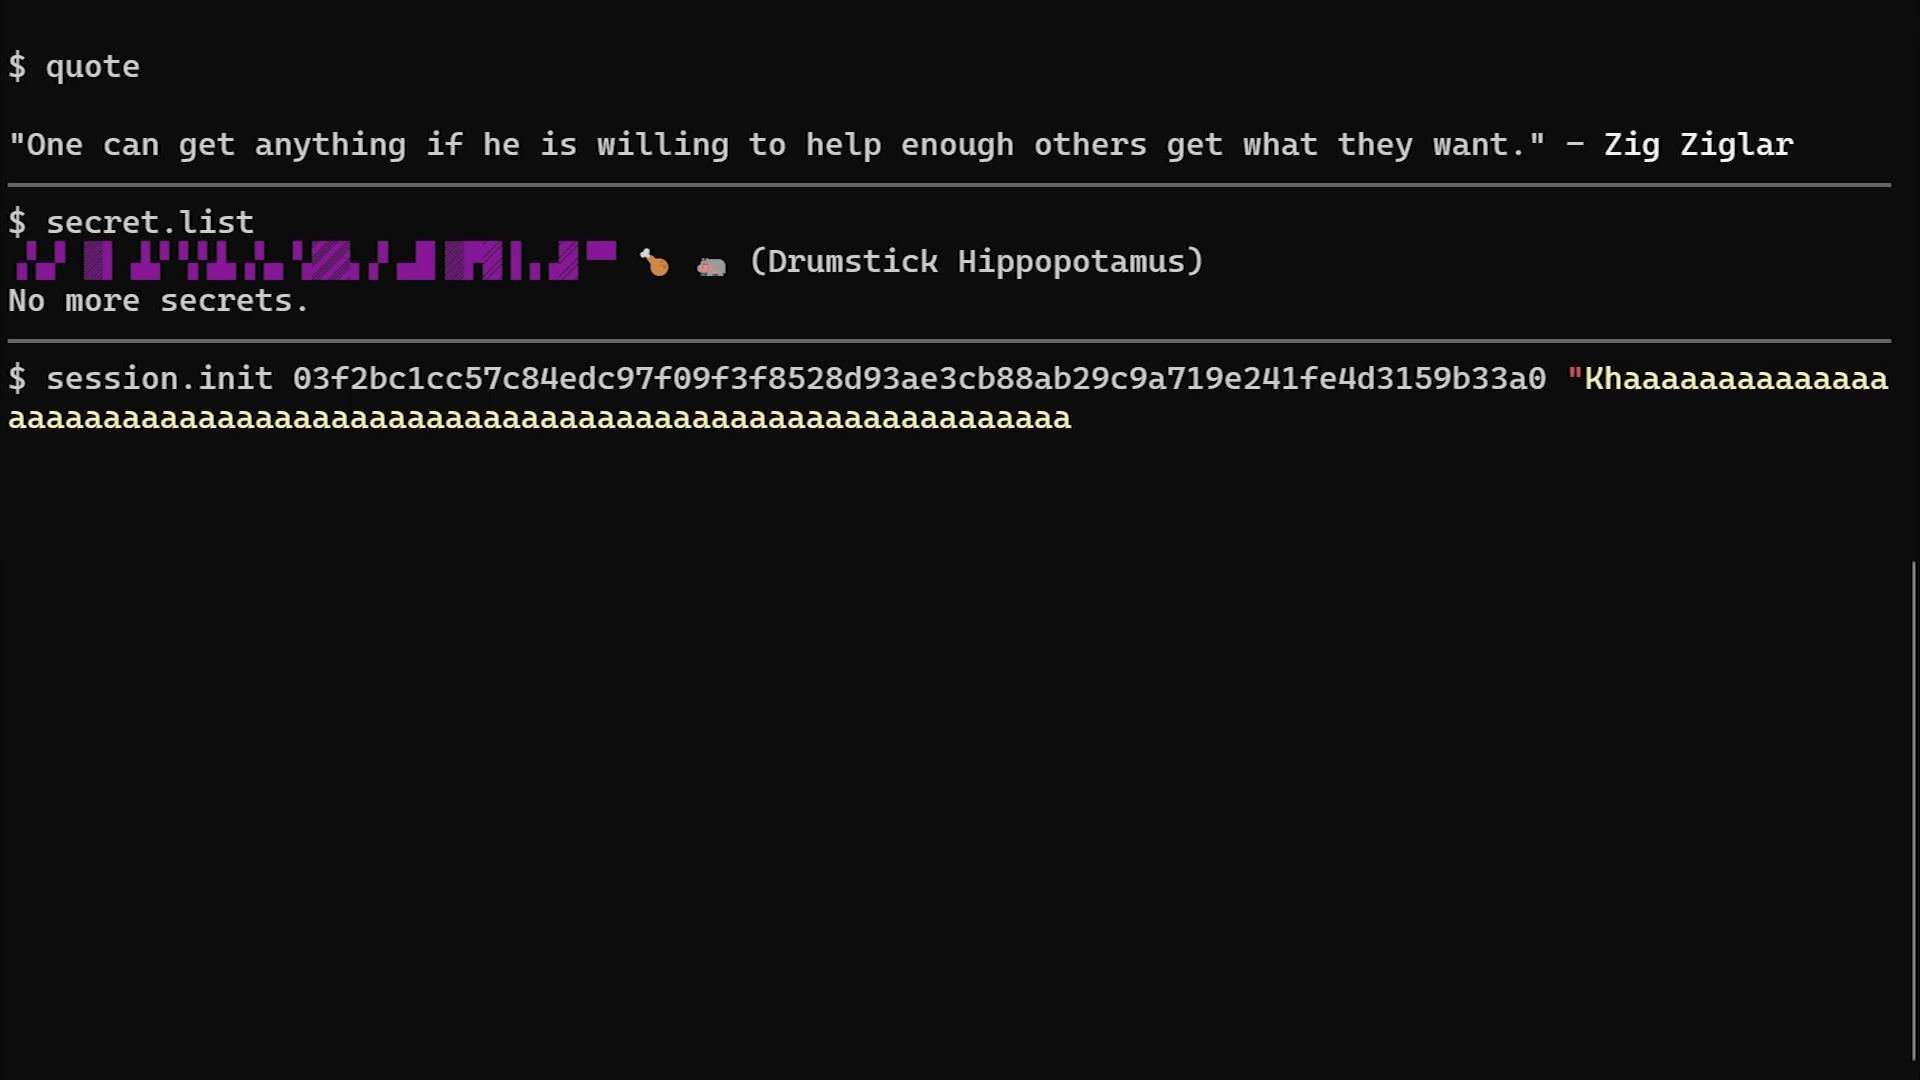 $ quote
"One can get anything if he is willing to help enough others get what they want." — Zig Ziglar
$ secret.list
🍗 🦛 (Drumstick Hippopotamus)
No more secrets.
$ session.init 03f2bc1cc57c84edc97f09f3f8528d93ae3cb88ab29c9a719e241fe4d3159b33a0 "Khaaaaaaaaaaaaaa
aaaaaaaaaaaaaaaaaaaaaaaaaaaaaaaaaaaaaaaaaaaaaaaaaaaaaaaa